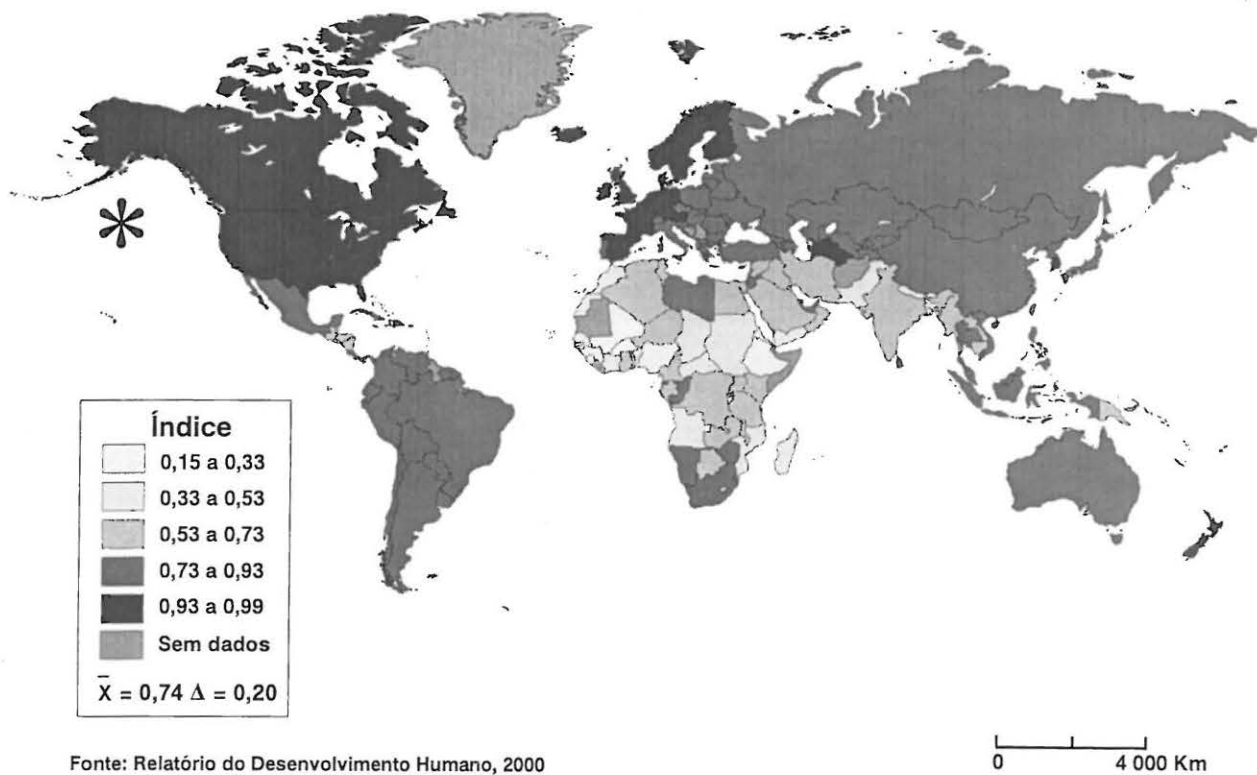 Índice
0,15 a 0,33
0,33 a 0,53
0,53 a 0,73
0,73 a 0,93
0,93 a 0,99
Sem dados
X̄ = 0,74 Δ = 0,20
Fonte: Relatório do Desenvolvimento Humano, 2000
0 4 000 Km